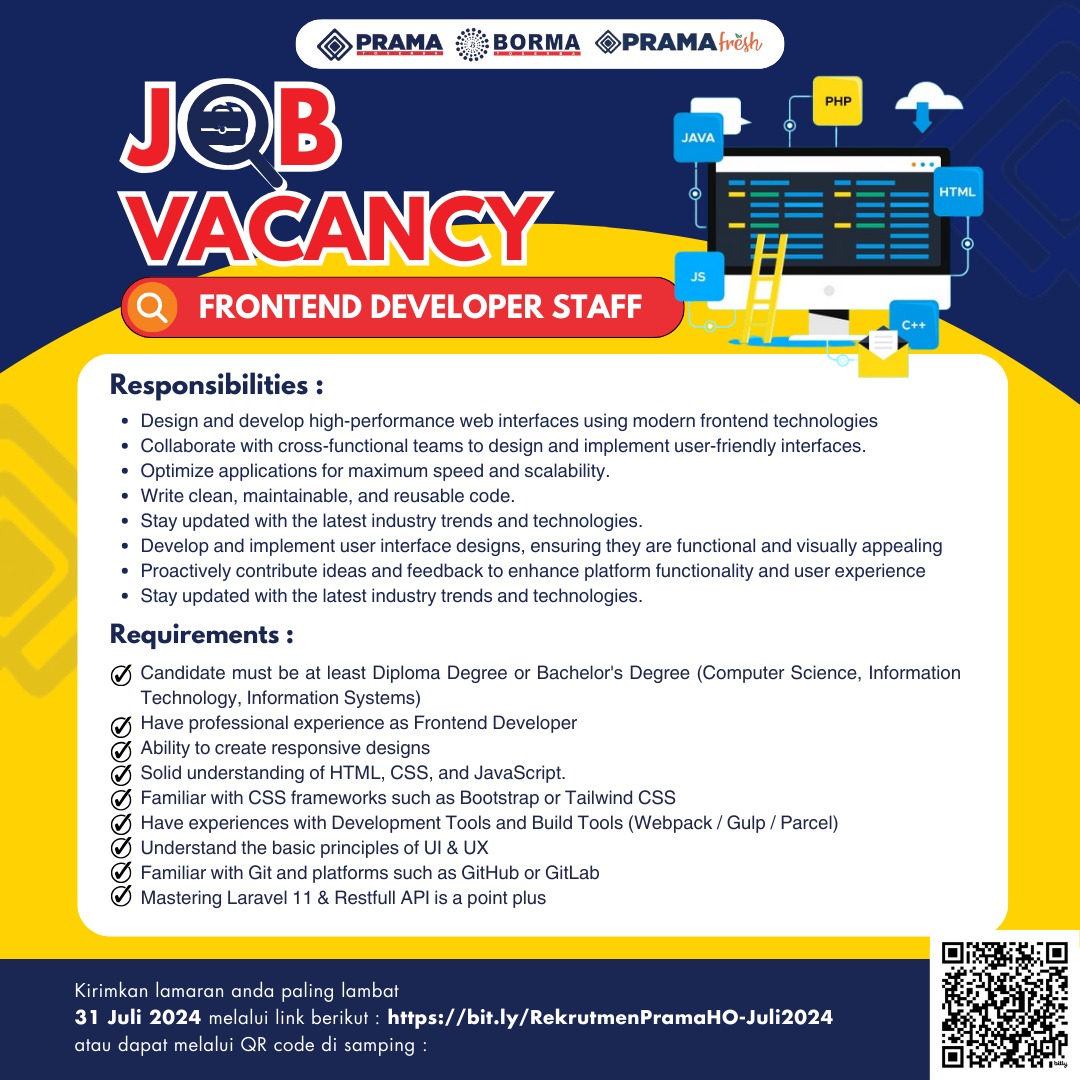 PRAMA
BORMA
PRAMA fresh
JOB
VACANCY
FRONTEND DEVELOPER STAFF
PHP
JAVA
HTML
JS
C++
Responsibilities :
• Design and develop high-performance web interfaces using modern frontend technologies
• Collaborate with cross-functional teams to design and implement user-friendly interfaces.
• Optimize applications for maximum speed and scalability.
• Write clean, maintainable, and reusable code.
• Stay updated with the latest industry trends and technologies.
• Develop and implement user interface designs, ensuring they are functional and visually appealing
• Proactively contribute ideas and feedback to enhance platform functionality and user experience
• Stay updated with the latest industry trends and technologies.
Requirements :
Candidate must be at least Diploma Degree or Bachelor's Degree (Computer Science, Information
Technology, Information Systems)
Have professional experience as Frontend Developer
Ability to create responsive designs
Solid understanding of HTML, CSS, and JavaScript.
Familiar with CSS frameworks such as Bootstrap or Tailwind CSS
Have experiences with Development Tools and Build Tools (Webpack / Gulp / Parcel)
Understand the basic principles of UI & UX
Familiar with Git and platforms such as GitHub or GitLab
Mastering Laravel 11 & Restfull API is a point plus
Kirimkan lamaran anda paling lambat
31 Juli 2024 melalui link berikut : https://bit.ly/RekrutmenPramaHO-Juli2024
atau dapat melalui QR code di samping :
bitly